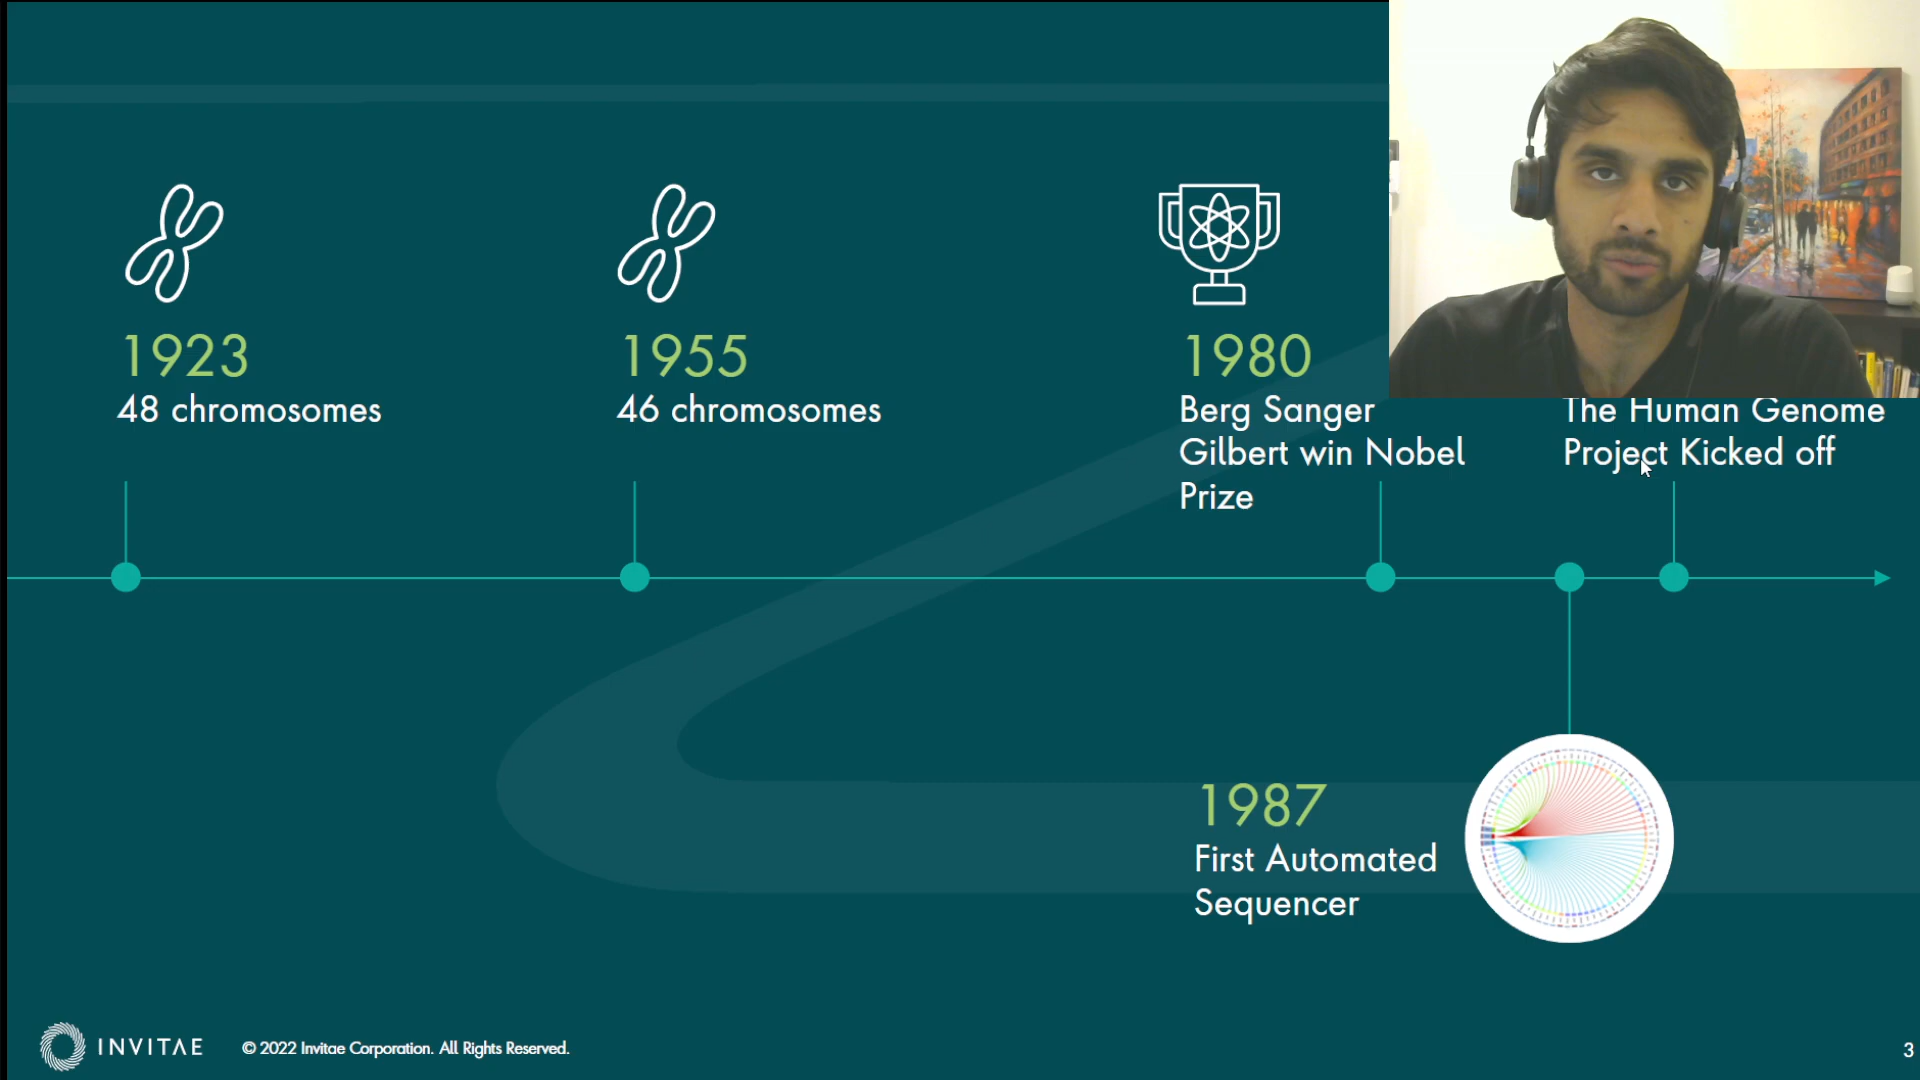 1923
48 chromosomes
1955
46 chromosomes
1980
Berg Sanger
Gilbert win Nobel
Prize
The Human Genome
Project Kicked off
1987
First Automated
Sequencer
INVITAE
© 2022 Invitae Corporation. All Rights Reserved.
3